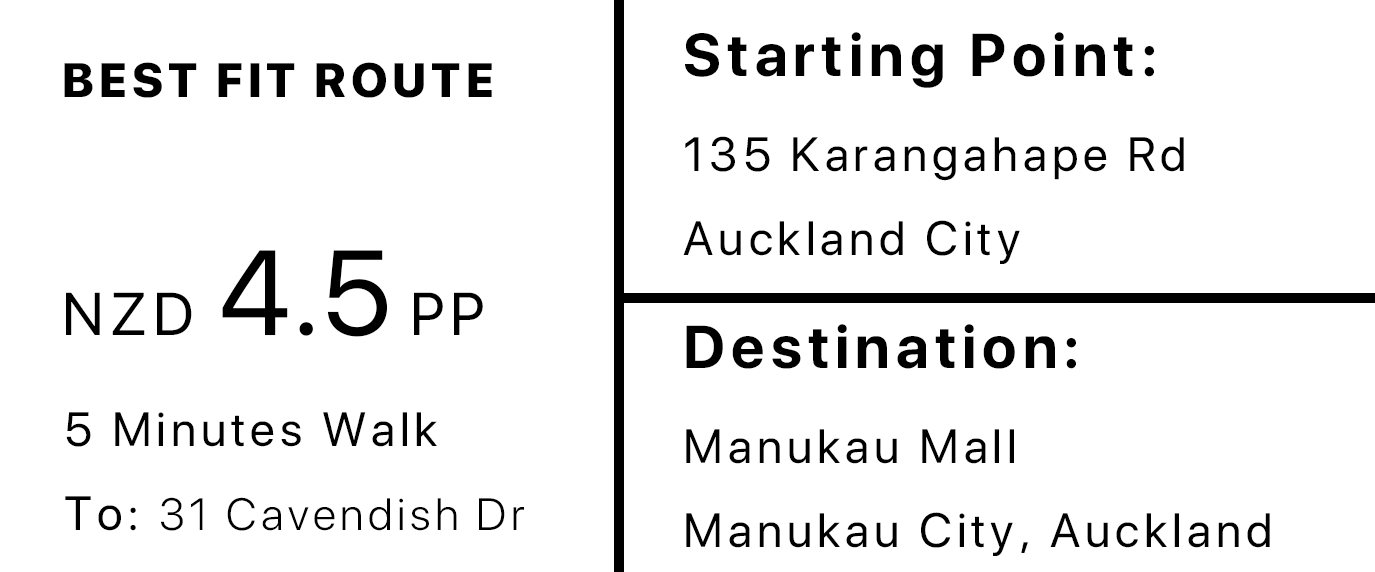 BEST FIT ROUTE
NZD 4.5 PP
5 Minutes Walk
To: 31 Cavendish Dr
Starting Point:
135 Karangahape Rd
Auckland City
Destination:
Manukau Mall
Manukau City, Auckland